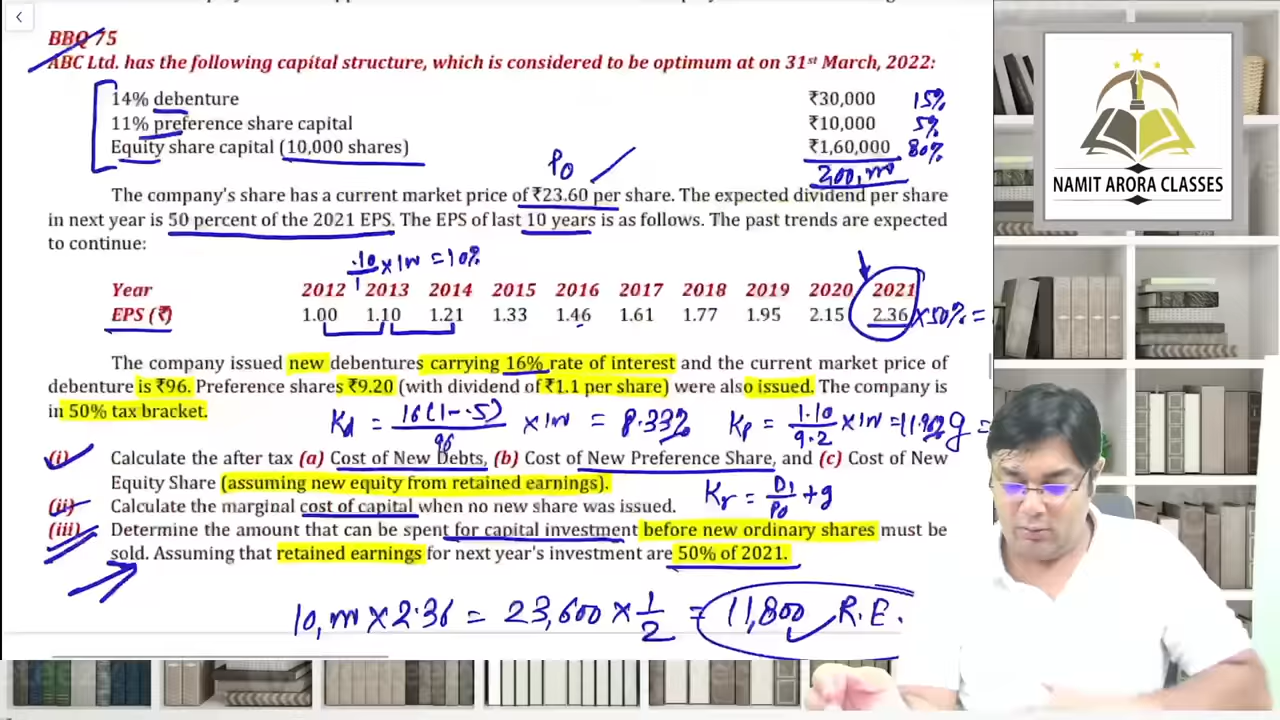 BBQ 75
ABC Ltd. has the following capital structure, which is considered to be optimum at on 31st March, 2022:
14% debenture ₹30,000 15%
11% preference share capital ₹10,000 5%
Equity share capital (10,000 shares) ₹1,60,000 80%
P0 200,m
The company's share has a current market price of ₹23.60 per share. The expected dividend per share
in next year is 50 percent of the 2021 EPS. The EPS of last 10 years is as follows. The past trends are expected
to continue:
.10/1 x 100 = 10%
Year 2012 2013 2014 2015 2016 2017 2018 2019 2020 2021
EPS (₹) 1.00 1.10 1.21 1.33 1.46 1.61 1.77 1.95 2.15 2.36 x 50% =
The company issued new debentures carrying 16% rate of interest and the current market price of
debenture is ₹96. Preference shares ₹9.20 (with dividend of ₹1.1 per share) were also issued. The company is
in 50% tax bracket.
Kd = 16(1-.5)/96 x 100 = 8.33% Kp = 1.10/9.2 x 100 = 11.96% g =
(i) Calculate the after tax (a) Cost of New Debts, (b) Cost of New Preference Share, and (c) Cost of New
Equity Share (assuming new equity from retained earnings).
Kr = D1/P0 + g
(ii) Calculate the marginal cost of capital when no new share was issued.
(iii) Determine the amount that can be spent for capital investment before new ordinary shares must be
sold. Assuming that retained earnings for next year's investment are 50% of 2021.
10,m x 2.36 = 23,600 x 1/2 = 11,800 R.E.
NAMIT ARORA CLASSES